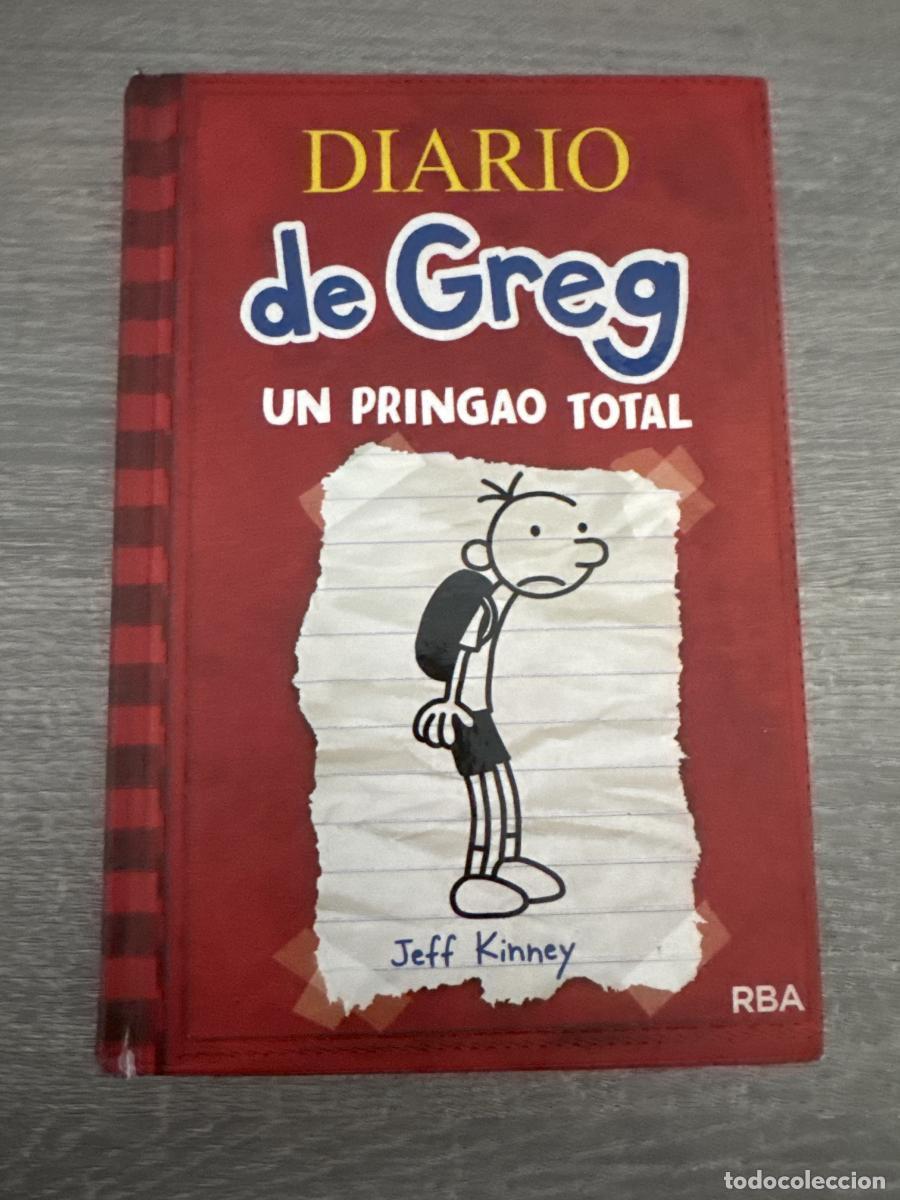 DIARIO
de Greg
UN PRINGAO TOTAL
Jeff Kinney
RBA
todocoleccion